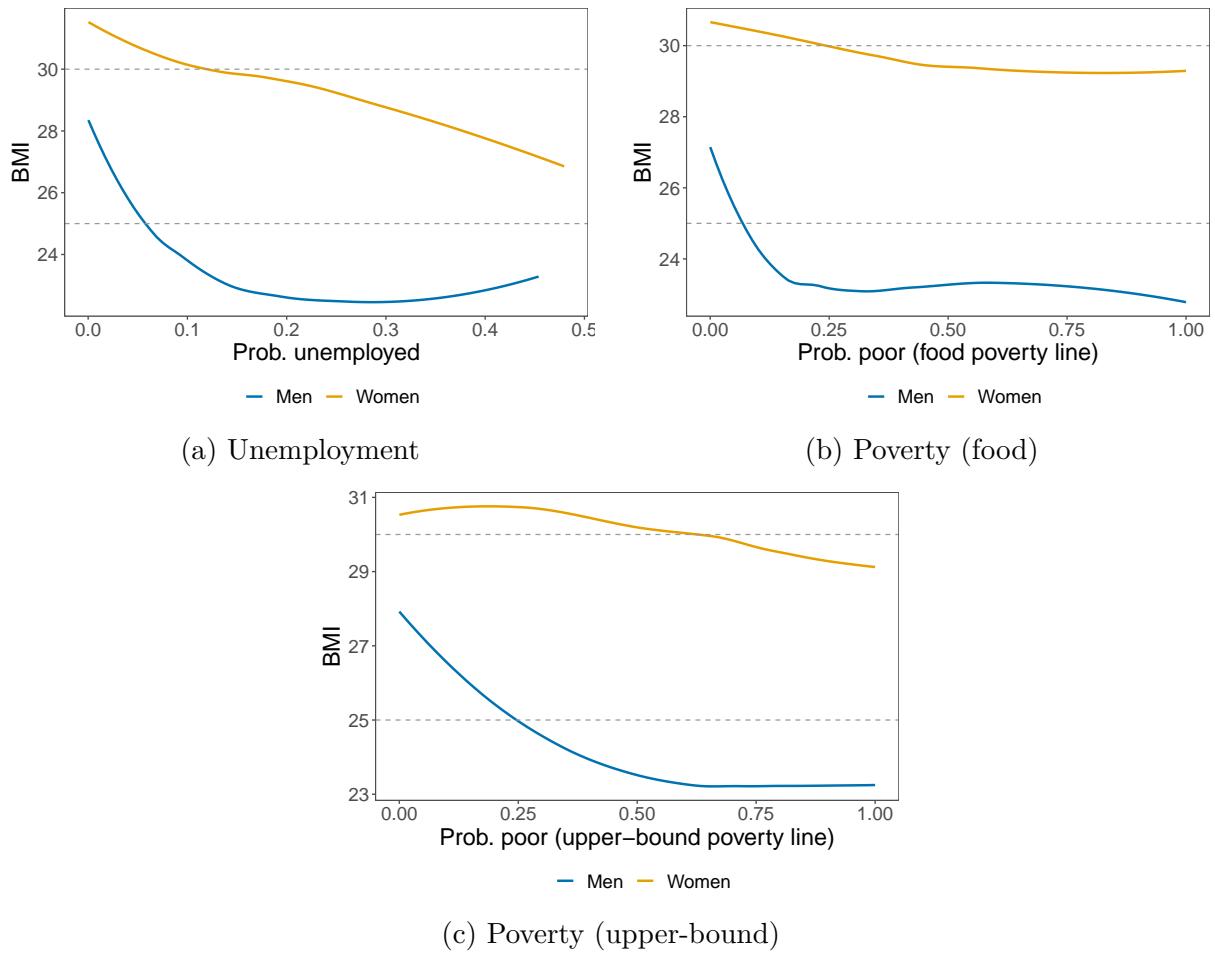 BMI
30
28
26
24
0.0 0.1 0.2 0.3 0.4 0.5
Prob. unemployed
Men Women
(a) Unemployment
BMI
30
28
26
24
0.00 0.25 0.50 0.75 1.00
Prob. poor (food poverty line)
Men Women
(b) Poverty (food)
BMI
31
29
27
25
23
0.00 0.25 0.50 0.75 1.00
Prob. poor (upper−bound poverty line)
Men Women
(c) Poverty (upper-bound)